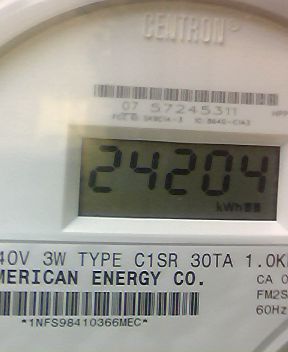 CENTRON®
07 57245311
24204
kWh
40V 3W TYPE C1SR 30TA 1.0K
MERICAN ENERGY CO.
CA 0
FM2S
60Hz
*1NFS98410366MEC*